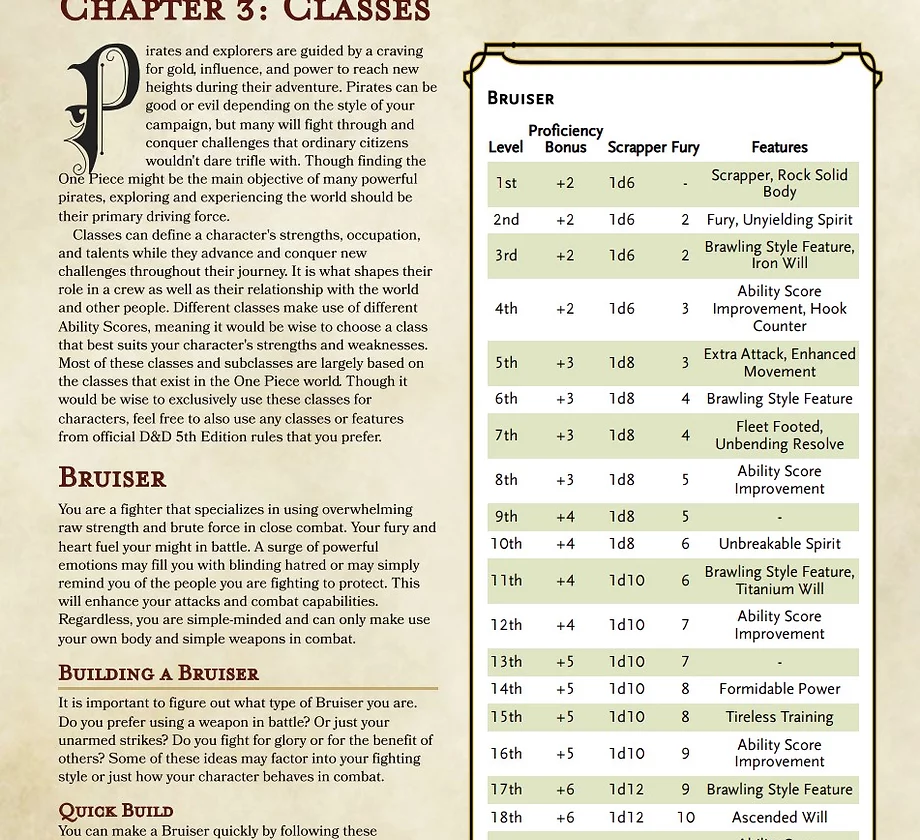 Chapter 3: Classes
Pirates and explorers are guided by a craving
for gold, influence, and power to reach new
heights during their adventure. Pirates can be
good or evil depending on the style of your
campaign, but many will fight through and
conquer challenges that ordinary citizens
wouldn't dare trifle with. Though finding the
One Piece might be the main objective of many powerful
pirates, exploring and experiencing the world should be
their primary driving force.
Classes can define a character's strengths, occupation,
and talents while they advance and conquer new
challenges throughout their journey. It is what shapes their
role in a crew as well as their relationship with the world
and other people. Different classes make use of different
Ability Scores, meaning it would be wise to choose a class
that best suits your character's strengths and weaknesses.
Most of these classes and subclasses are largely based on
the classes that exist in the One Piece world. Though it
would be wise to exclusively use these classes for
characters, feel free to also use any classes or features
from official D&D 5th Edition rules that you prefer.
Bruiser
You are a fighter that specializes in using overwhelming
raw strength and brute force in close combat. Your fury and
heart fuel your might in battle. A surge of powerful
emotions may fill you with blinding hatred or may simply
remind you of the people you are fighting to protect. This
will enhance your attacks and combat capabilities.
Regardless, you are simple-minded and can only make use
your own body and simple weapons in combat.
Building a Bruiser
It is important to figure out what type of Bruiser you are.
Do you prefer using a weapon in battle? Or just your
unarmed strikes? Do you fight for glory or for the benefit of
others? Some of these ideas may factor into your fighting
style or just how your character behaves in combat.
Quick Build
You can make a Bruiser quickly by following these
Bruiser
Proficiency
Level Bonus Scrapper Fury Features
1st +2 1d6 - Scrapper, Rock Solid
Body
2nd +2 1d6 2 Fury, Unyielding Spirit
3rd +2 1d6 2 Brawling Style Feature,
Iron Will
4th +2 1d6 3 Ability Score
Improvement, Hook
Counter
5th +3 1d8 3 Extra Attack, Enhanced
Movement
6th +3 1d8 4 Brawling Style Feature
7th +3 1d8 4 Fleet Footed,
Unbending Resolve
8th +3 1d8 5 Ability Score
Improvement
9th +4 1d8 5 -
10th +4 1d8 6 Unbreakable Spirit
11th +4 1d10 6 Brawling Style Feature,
Titanium Will
12th +4 1d10 7 Ability Score
Improvement
13th +5 1d10 7 -
14th +5 1d10 8 Formidable Power
15th +5 1d10 8 Tireless Training
16th +5 1d10 9 Ability Score
Improvement
17th +6 1d12 9 Brawling Style Feature
18th +6 1d12 10 Ascended Will